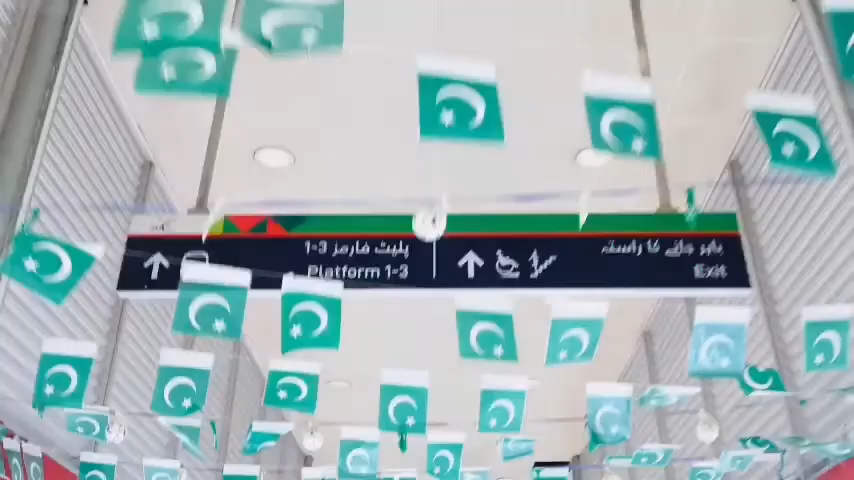 پلیٹ فارمز 3-1
Platform 1-3
باہر جانے کا راستہ
Exit